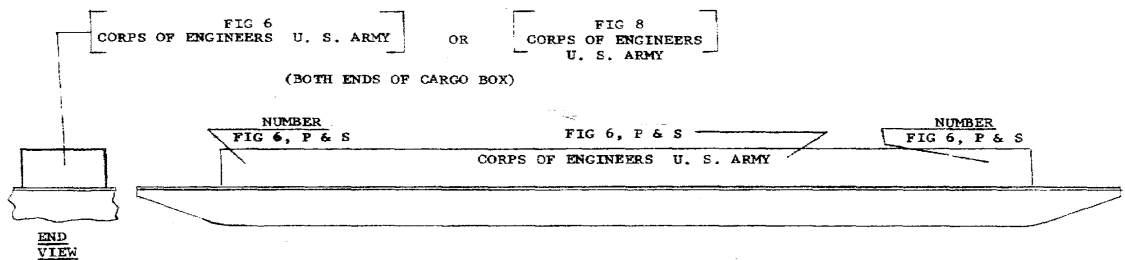 FIG 6
CORPS OF ENGINEERS U. S. ARMY
OR
FIG 8
CORPS OF ENGINEERS
U. S. ARMY
(BOTH ENDS OF CARGO BOX)
NUMBER
FIG 6, P & S
FIG 6, P & S
NUMBER
FIG 6, P & S
CORPS OF ENGINEERS U. S. ARMY
END
VIEW